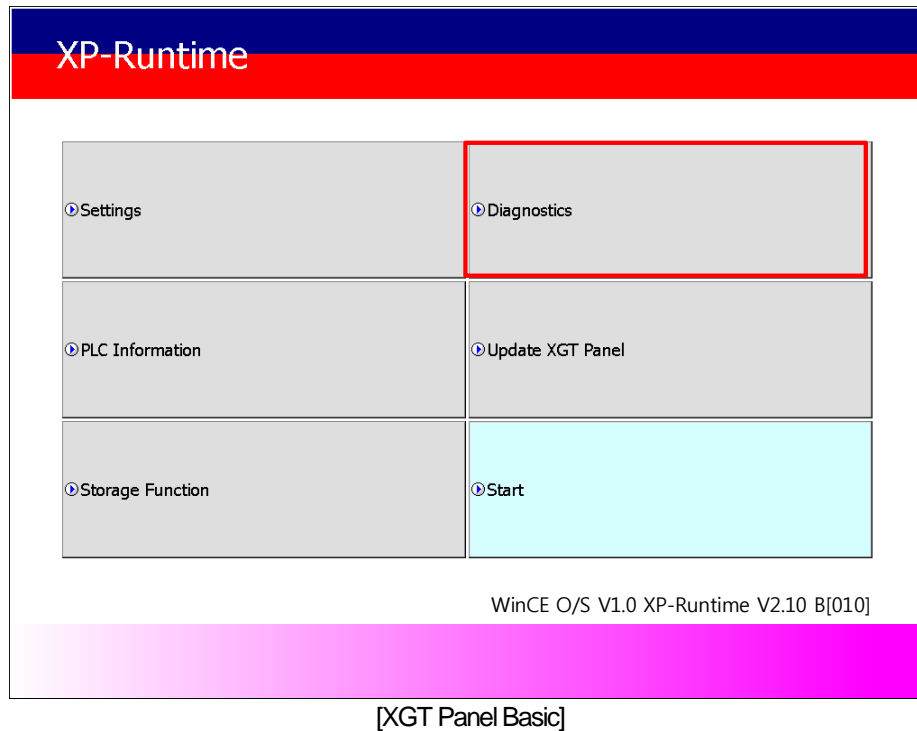 XP-Runtime
Settings
Diagnostics
PLC Information
Update XGT Panel
Storage Function
Start
WinCE O/S V1.0 XP-Runtime V2.10 B[010]
[XGT Panel Basic]